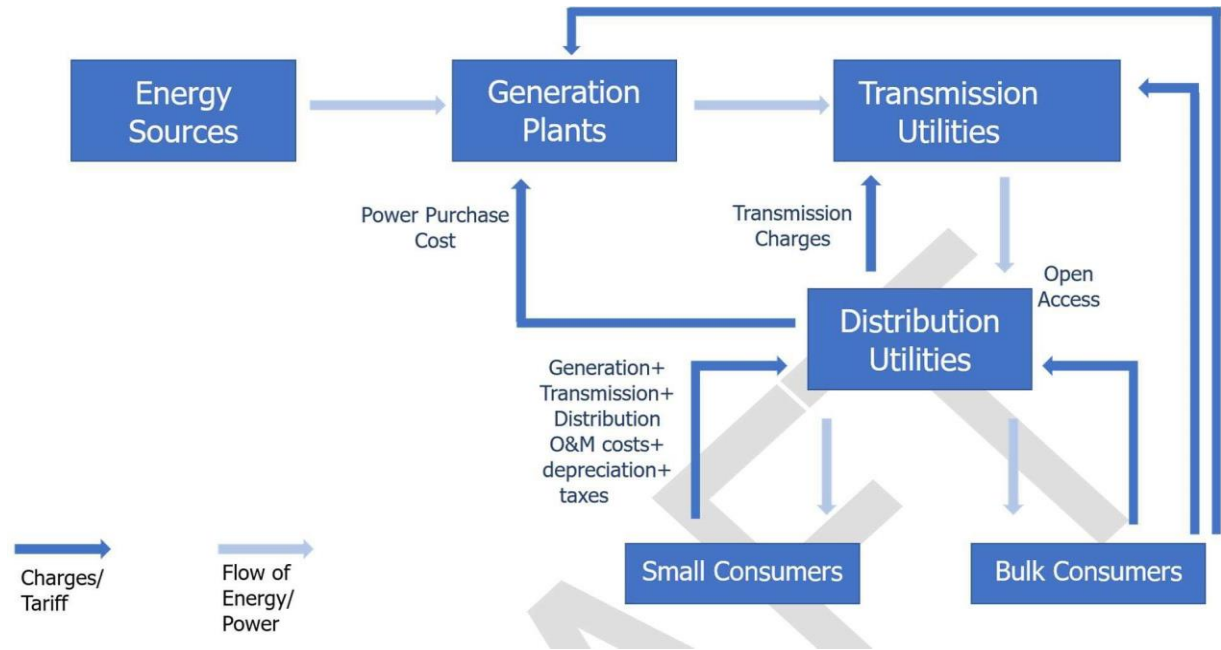 Energy
Sources
Generation
Plants
Transmission
Utilities
Power Purchase
Cost
Transmission
Charges
Open
Access
Distribution
Utilities
Generation+
Transmission+
Distribution
O&M costs+
depreciation+
taxes
Small Consumers
Bulk Consumers
Charges/
Tariff
Flow of
Energy/
Power